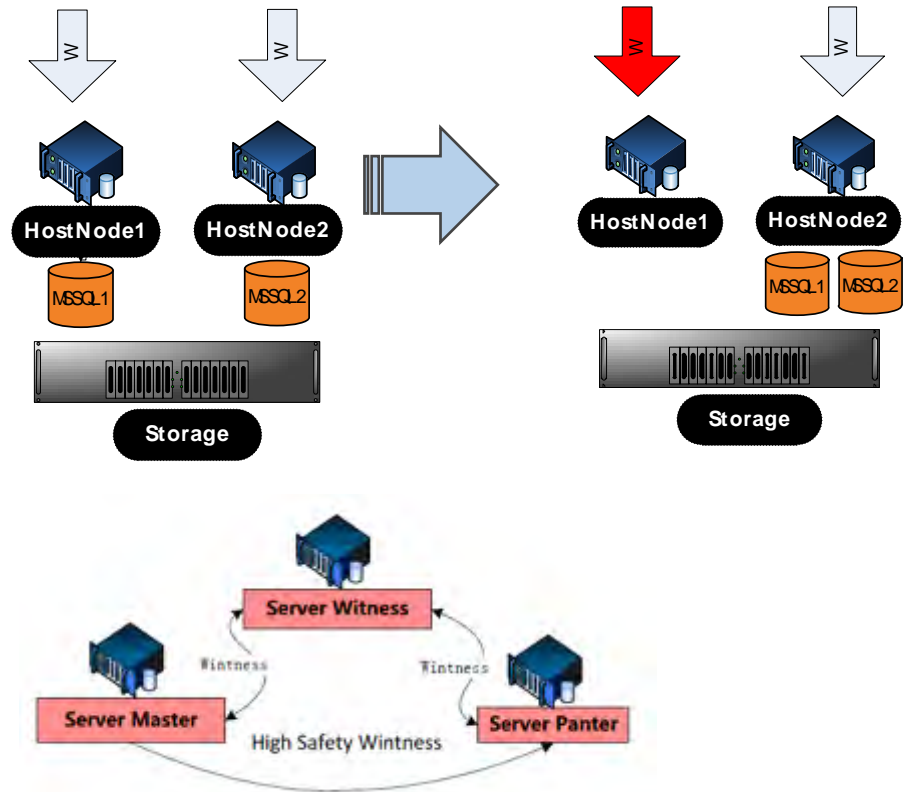 W
W
W
W
HostNode1
HostNode2
HostNode1
HostNode2
MSSQL1
MSSQL2
MSSQL1
MSSQL2
Storage
Storage
Server Witness
Wintness
Wintness
Server Master
Server Panter
High Safety Wintness